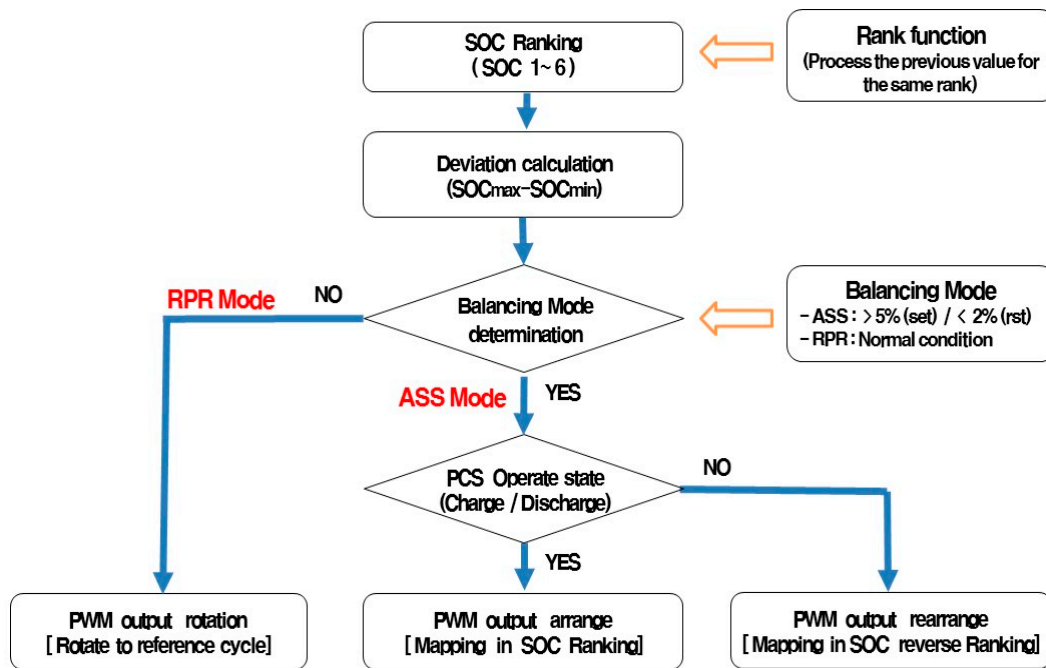 SOC Ranking
( SOC 1~ 6)
Rank function
(Process the previous value for
the same rank)
Deviation calculation
(SOCmax-SOCmin)
RPR Mode
NO
Balancing Mode
determination
Balancing Mode
- ASS : > 5% (set) / < 2% (rst)
- RPR : Normal condition
ASS Mode
YES
PCS Operate state
(Charge / Discharge)
NO
YES
PWM output rotation
[ Rotate to reference cycle]
PWM output arrange
[ Mapping in SOC Ranking]
PWM output rearrange
[ Mapping in SOC reverse Ranking]